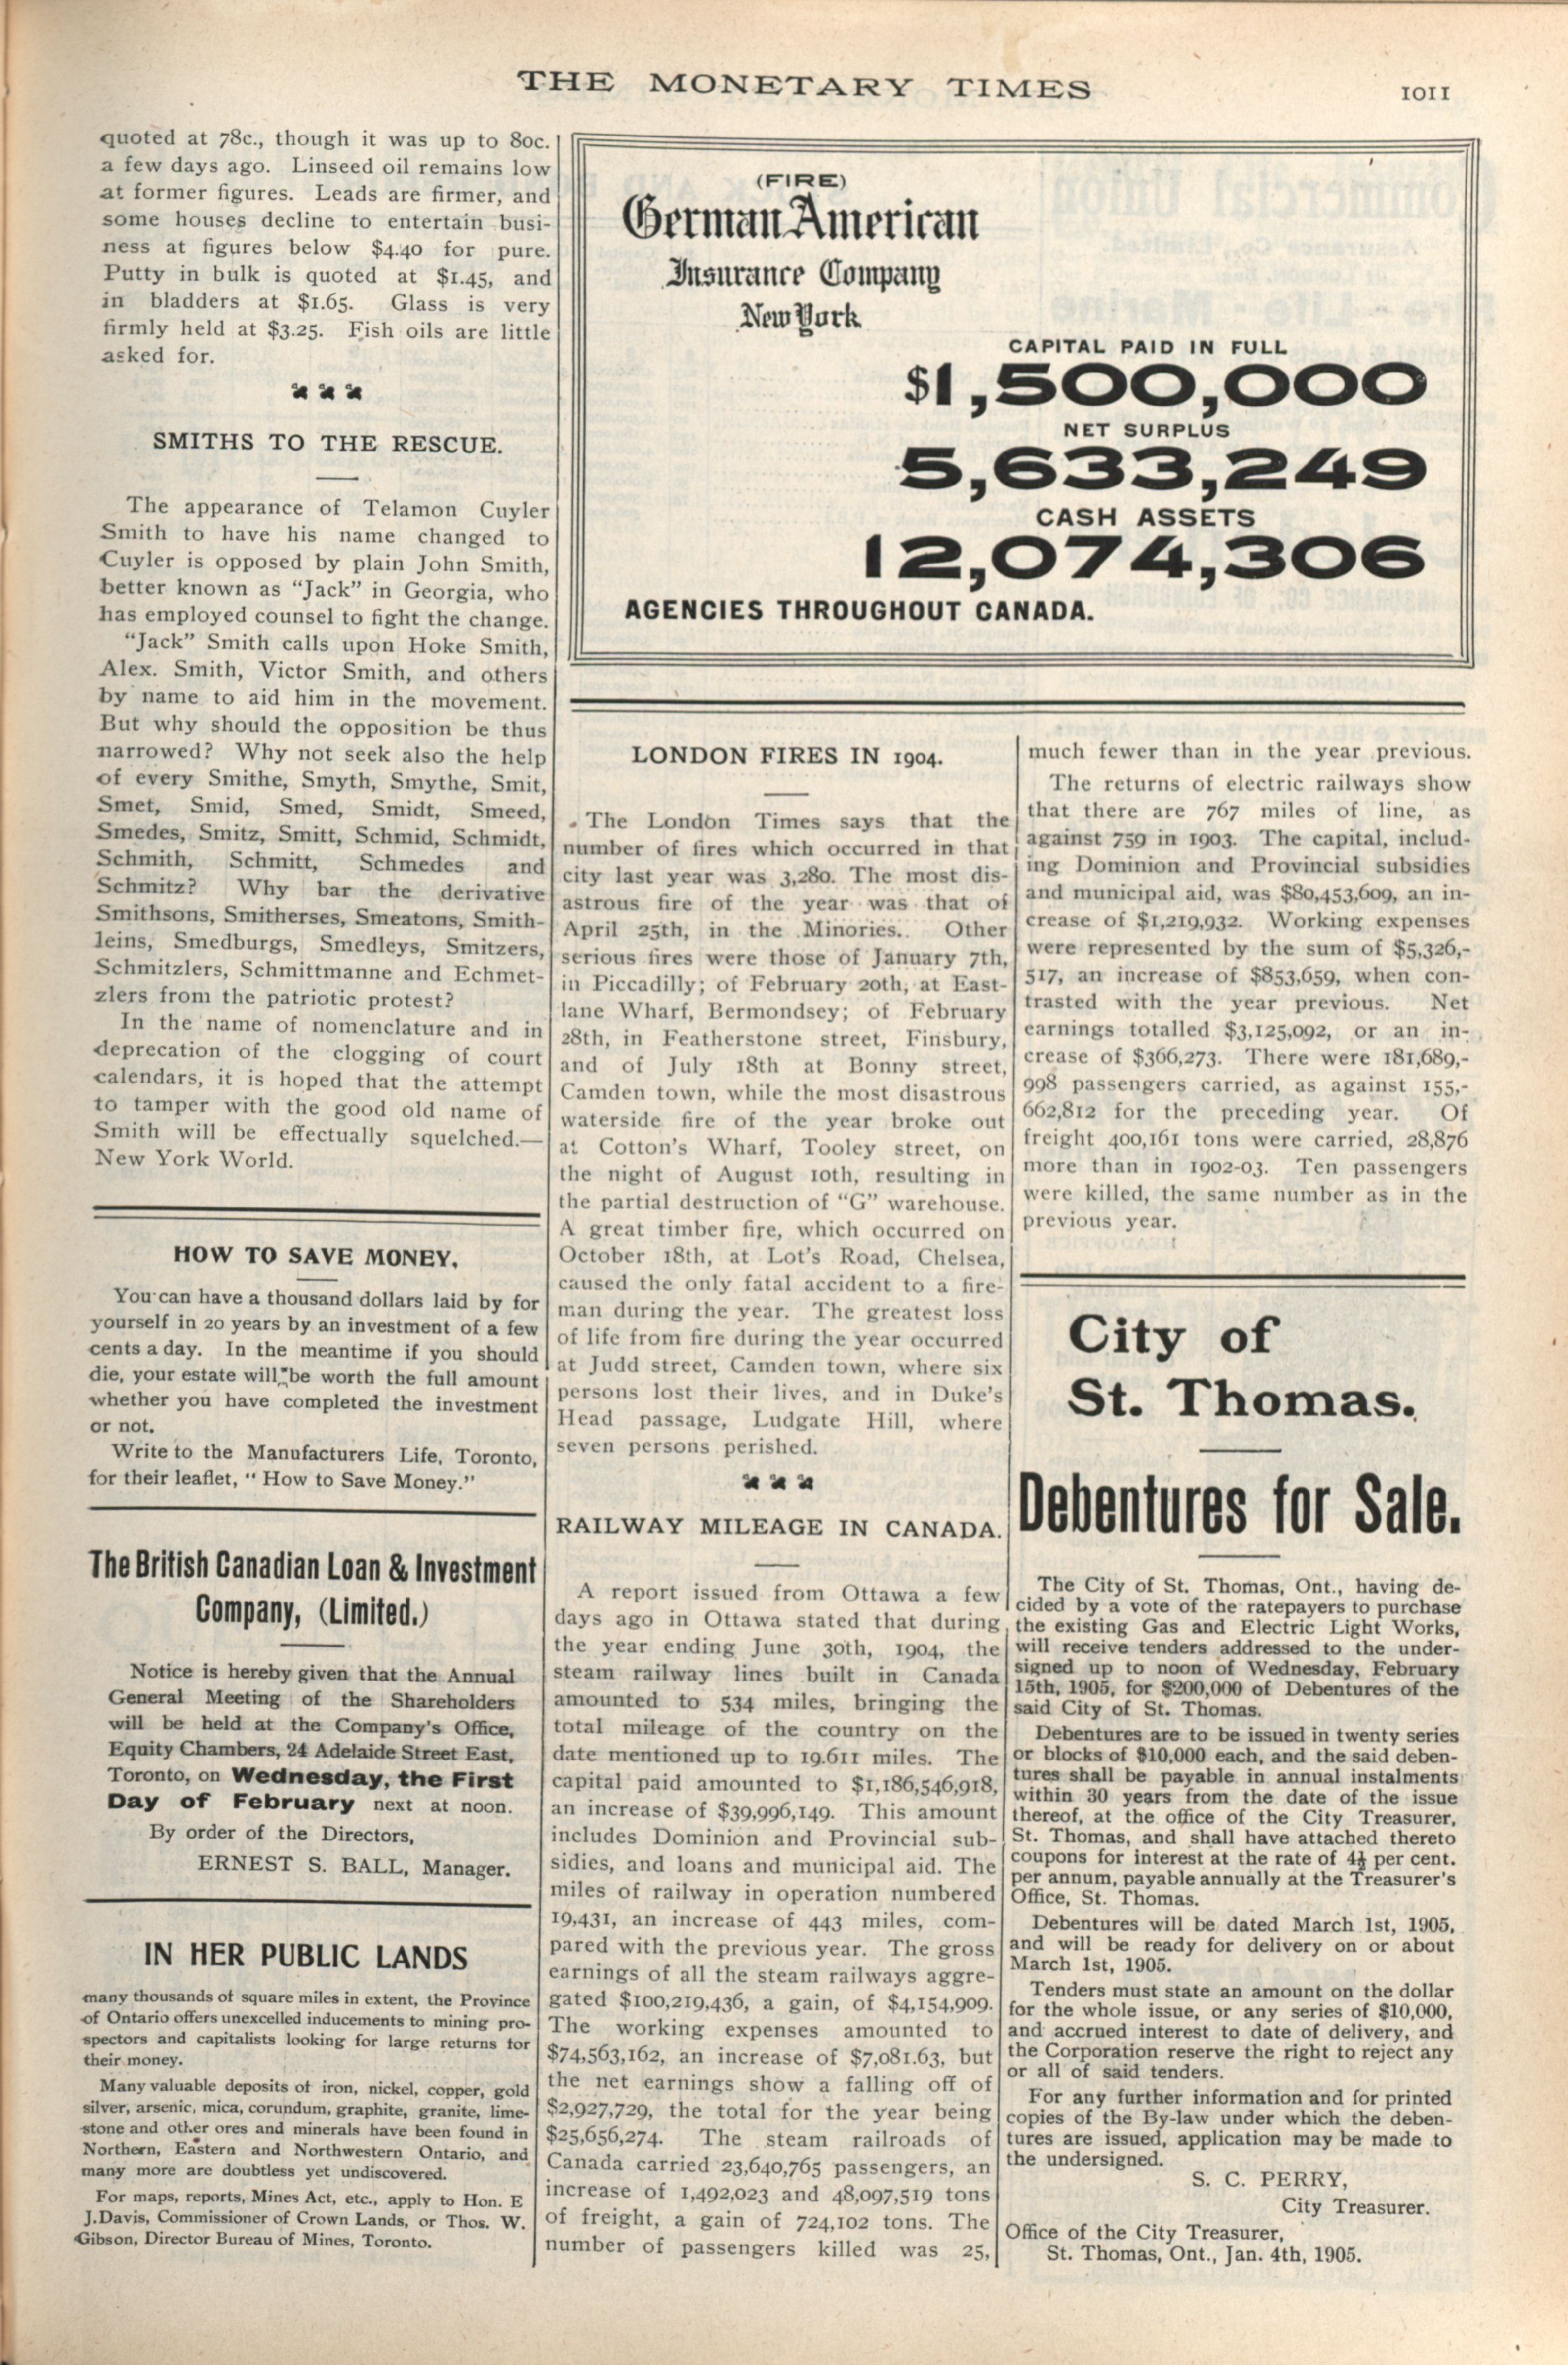 THE MONETARY TIMES
1011
quoted at 78c., though it was up to 80c.
a few days ago. Linseed oil remains low
at former figures. Leads are firmer, and
some houses decline to entertain busi-
ness at figures below $4.40 for pure.
Putty in bulk is quoted at $1.45, and
in bladders at $1.65. Glass is very
firmly held at $3.25. Fish oils are little
asked for.
SMITHS TO THE RESCUE.
The appearance of Telamon Cuyler
Smith to have his name changed to
Cuyler is opposed by plain John Smith,
better known as "Jack" in Georgia, who
has employed counsel to fight the change.
"Jack" Smith calls upon Hoke Smith,
Alex. Smith, Victor Smith, and others
by name to aid him in the movement.
But why should the opposition be thus
narrowed? Why not seek also the help
of every Smithe, Smyth, Smythe, Smit,
Smet, Smid, Smed, Smidt, Smeed,
Smedes, Smitz, Smitt, Schmid, Schmidt,
Schmith, Schmitt, Schmedes and
Schmitz? Why bar the derivative
Smithsons, Smitherses, Smeatons, Smith-
leins, Smedburgs, Smedleys, Smitzers,
Schmitzlers, Schmittmanne and Echmet-
zlers from the patriotic protest?
In the name of nomenclature and in
deprecation of the clogging of court
calendars, it is hoped that the attempt
to tamper with the good old name of
Smith will be effectually squelched.—
New York World.
HOW TO SAVE MONEY.
You can have a thousand dollars laid by for
yourself in 20 years by an investment of a few
cents a day. In the meantime if you should
die, your estate will be worth the full amount
whether you have completed the investment
or not.
Write to the Manufacturers Life, Toronto,
for their leaflet, "How to Save Money."
The British Canadian Loan & Investment
Company, (Limited.)
Notice is hereby given that the Annual
General Meeting of the Shareholders
will be held at the Company's Office,
Equity Chambers, 24 Adelaide Street East,
Toronto, on Wednesday, the First
Day of February next at noon.
By order of the Directors,
ERNEST S. BALL, Manager.
IN HER PUBLIC LANDS
many thousands of square miles in extent, the Province
of Ontario offers unexcelled inducements to mining pro-
spectors and capitalists looking for large returns for
their money.
Many valuable deposits of iron, nickel, copper, gold
silver, arsenic, mica, corundum, graphite, granite, lime-
stone and other ores and minerals have been found in
Northern, Eastern and Northwestern Ontario, and
many more are doubtless yet undiscovered.
For maps, reports, Mines Act, etc., apply to Hon. E
J.Davis, Commissioner of Crown Lands, or Thos. W.
Gibson, Director Bureau of Mines, Toronto.
(FIRE)
German American
Insurance Company
New York
CAPITAL PAID IN FULL
$1,500,000
NET SURPLUS
5,633,249
CASH ASSETS
12,074,306
AGENCIES THROUGHOUT CANADA.
LONDON FIRES IN 1904.
The London Times says that the
number of fires which occurred in that
city last year was 3,280. The most dis-
astrous fire of the year was that of
April 25th, in the Minories. Other
serious fires were those of January 7th,
in Piccadilly; of February 20th, at East-
lane Wharf, Bermondsey; of February
28th, in Featherstone street, Finsbury,
and of July 18th at Bonny street,
Camden town, while the most disastrous
waterside fire of the year broke out
at Cotton's Wharf, Tooley street, on
the night of August 10th, resulting in
the partial destruction of "G" warehouse.
A great timber fire, which occurred on
October 18th, at Lot's Road, Chelsea,
caused the only fatal accident to a fire-
man during the year. The greatest loss
of life from fire during the year occurred
at Judd street, Camden town, where six
persons lost their lives, and in Duke's
Head passage, Ludgate Hill, where
seven persons perished.
RAILWAY MILEAGE IN CANADA.
A report issued from Ottawa a few
days ago in Ottawa stated that during
the year ending June 30th, 1904, the
steam railway lines built in Canada
amounted to 534 miles, bringing the
total mileage of the country on the
date mentioned up to 19.611 miles. The
capital paid amounted to $1,186,546,918,
an increase of $39,996,149. This amount
includes Dominion and Provincial sub-
sidies, and loans and municipal aid. The
miles of railway in operation numbered
19,431, an increase of 443 miles, com-
pared with the previous year. The gross
earnings of all the steam railways aggre-
gated $100,219,436, a gain, of $4,154,909.
The working expenses amounted to
$74,563,162, an increase of $7,081.63, but
the net earnings show a falling off of
$2,927,729, the total for the year being
$25,656,274. The steam railroads of
Canada carried 23,640,765 passengers, an
increase of 1,492,023 and 48,097,519 tons
of freight, a gain of 724,102 tons. The
number of passengers killed was 25,
much fewer than in the year previous.
The returns of electric railways show
that there are 767 miles of line, as
against 759 in 1903. The capital, includ-
ing Dominion and Provincial subsidies
and municipal aid, was $80,453,609, an in-
crease of $1,219,932. Working expenses
were represented by the sum of $5,326,-
517, an increase of $853,659, when con-
trasted with the year previous. Net
earnings totalled $3,125,092, or an in-
crease of $366,273. There were 181,689,-
998 passengers carried, as against 155,-
662,812 for the preceding year. Of
freight 400,161 tons were carried, 28,876
more than in 1902-03. Ten passengers
were killed, the same number as in the
previous year.
City of
St. Thomas.
Debentures for Sale.
The City of St. Thomas, Ont., having de-
cided by a vote of the ratepayers to purchase
the existing Gas and Electric Light Works,
will receive tenders addressed to the under-
signed up to noon of Wednesday, February
15th, 1905, for $200,000 of Debentures of the
said City of St. Thomas.
Debentures are to be issued in twenty series
or blocks of $10,000 each, and the said deben-
tures shall be payable in annual instalments
within 30 years from the date of the issue
thereof, at the office of the City Treasurer,
St. Thomas, and shall have attached thereto
coupons for interest at the rate of 4½ per cent.
per annum, payable annually at the Treasurer's
Office, St. Thomas.
Debentures will be dated March 1st, 1905,
and will be ready for delivery on or about
March 1st, 1905.
Tenders must state an amount on the dollar
for the whole issue, or any series of $10,000,
and accrued interest to date of delivery, and
the Corporation reserve the right to reject any
or all of said tenders.
For any further information and for printed
copies of the By-law under which the deben-
tures are issued, application may be made to
the undersigned.
S. C. PERRY,
City Treasurer.
Office of the City Treasurer,
St. Thomas, Ont., Jan. 4th, 1905.